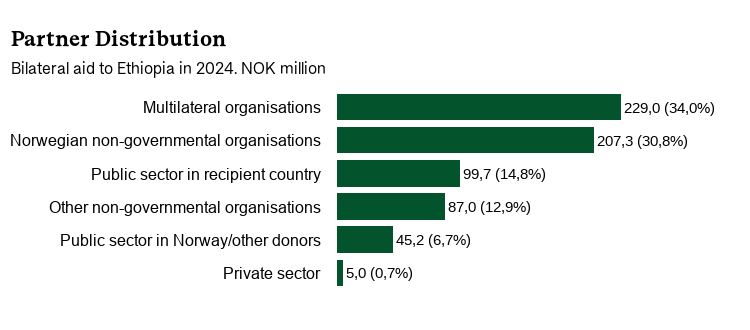 Partner Distribution
Bilateral aid to Ethiopia in 2024. NOK million
Multilateral organisations 229,0 (34,0%)
Norwegian non-governmental organisations 207,3 (30,8%)
Public sector in recipient country 99,7 (14,8%)
Other non-governmental organisations 87,0 (12,9%)
Public sector in Norway/other donors 45,2 (6,7%)
Private sector 5,0 (0,7%)